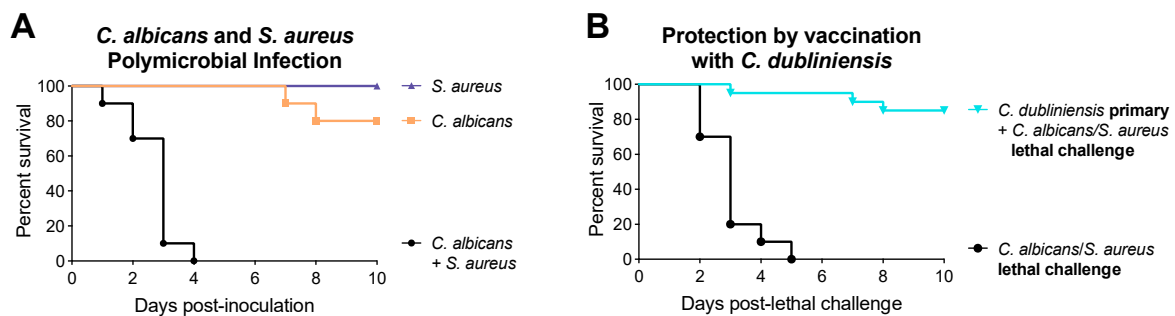 A
C. albicans and S. aureus
Polymicrobial Infection
Percent survival
100
80
60
40
20
0
0
2
4
6
8
10
Days post-inoculation
S. aureus
C. albicans
C. albicans
+ S. aureus
B
Protection by vaccination
with C. dubliniensis
Percent survival
100
80
60
40
20
0
0
2
4
6
8
10
Days post-lethal challenge
C. dubliniensis primary
+ C. albicans/S. aureus
lethal challenge
C. albicans/S. aureus
lethal challenge